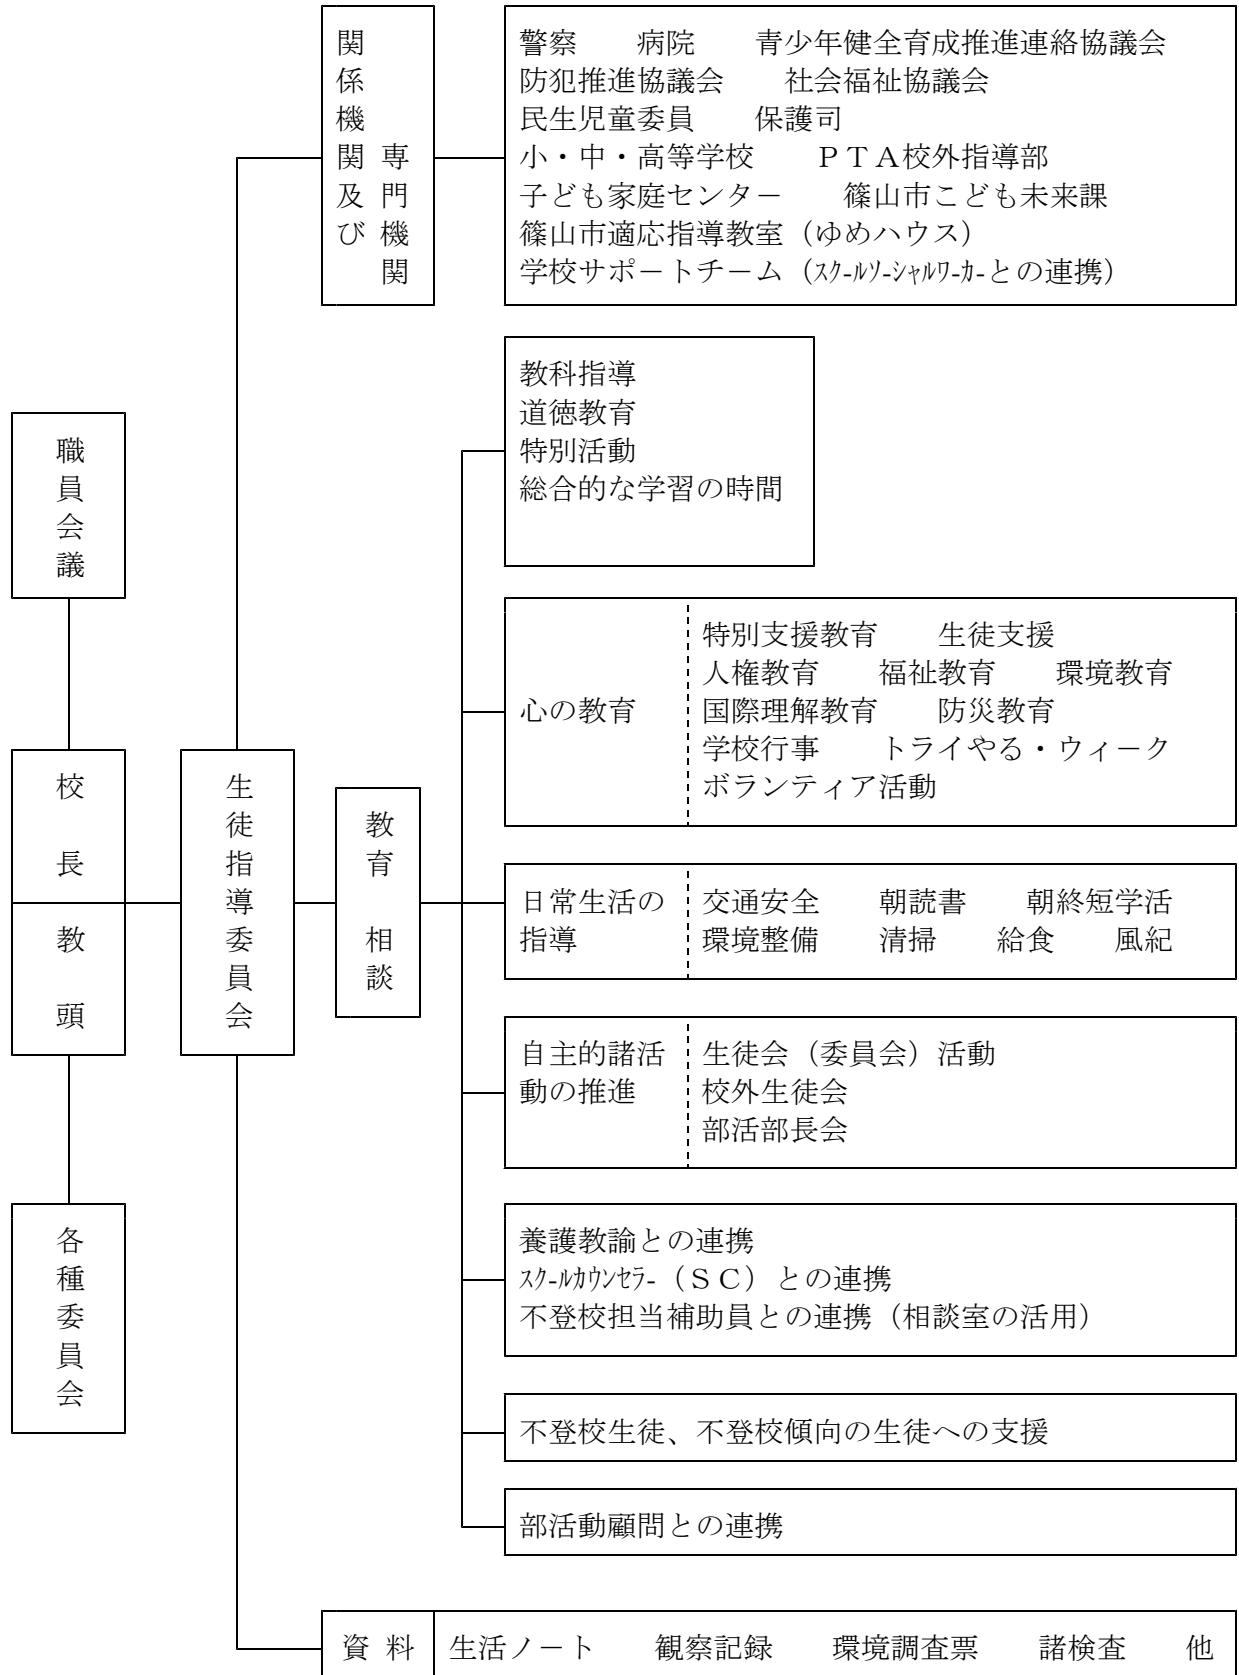 関係機関及び
専門機関
警察　　病院　　青少年健全育成推進連絡協議会
防犯推進協議会　　社会福祉協議会
民生児童委員　　保護司
小・中・高等学校　　ＰＴＡ校外指導部
子ども家庭センター　　篠山市こども未来課
篠山市適応指導教室（ゆめハウス）
学校サポートチーム（ｽｸｰﾙｿｰｼｬﾙﾜｰｶｰとの連携）
教科指導
道徳教育
特別活動
総合的な学習の時間
職員会議
校長
教頭
各種委員会
生徒指導委員会
教育相談
心の教育
特別支援教育　　生徒支援
人権教育　　福祉教育　　環境教育
国際理解教育　　防災教育
学校行事　　トライやる・ウィーク
ボランティア活動
日常生活の
指導
交通安全　　朝読書　　朝終短学活
環境整備　　清掃　　給食　　風紀
自主的諸活
動の推進
生徒会（委員会）活動
校外生徒会
部活部長会
養護教諭との連携
ｽｸｰﾙｶｳﾝｾﾗｰ（ＳＣ）との連携
不登校担当補助員との連携（相談室の活用）
不登校生徒、不登校傾向の生徒への支援
部活動顧問との連携
資料
生活ノート　　観察記録　　環境調査票　　諸検査　　他